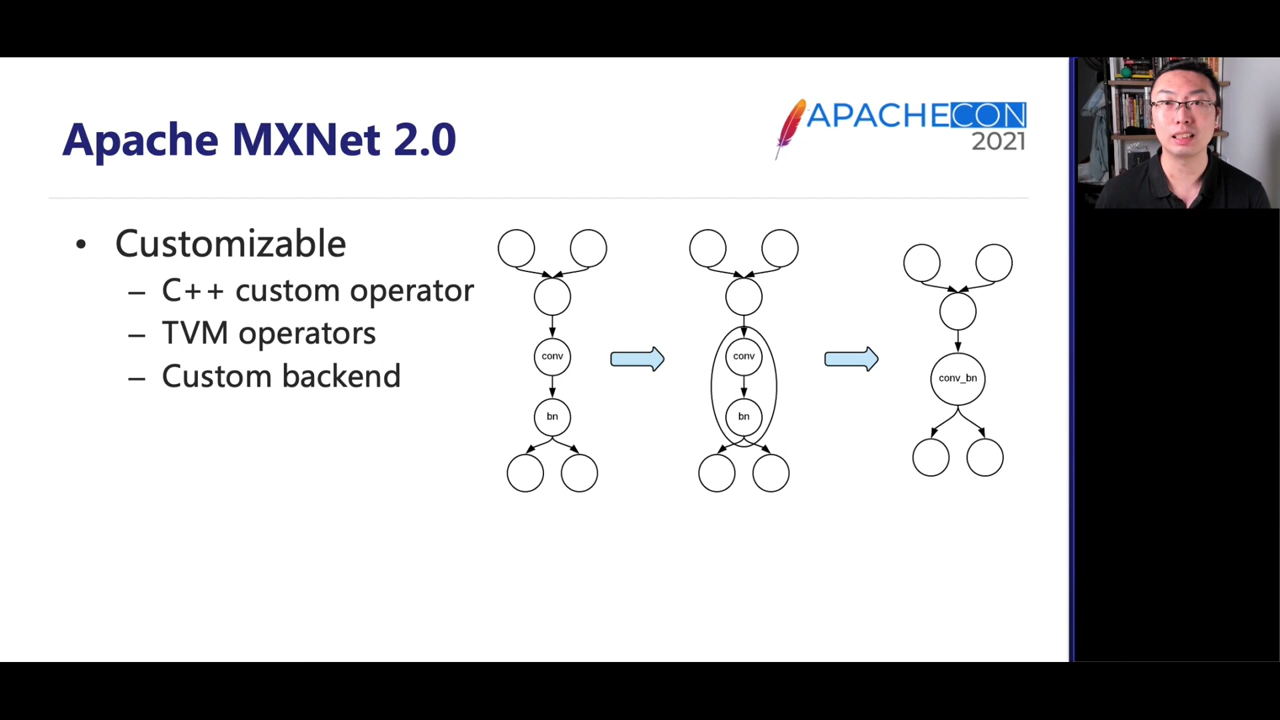 Apache MXNet 2.0
APACHECON
2021
• Customizable
– C++ custom operator
– TVM operators
– Custom backend
conv
bn
conv
bn
conv_bn